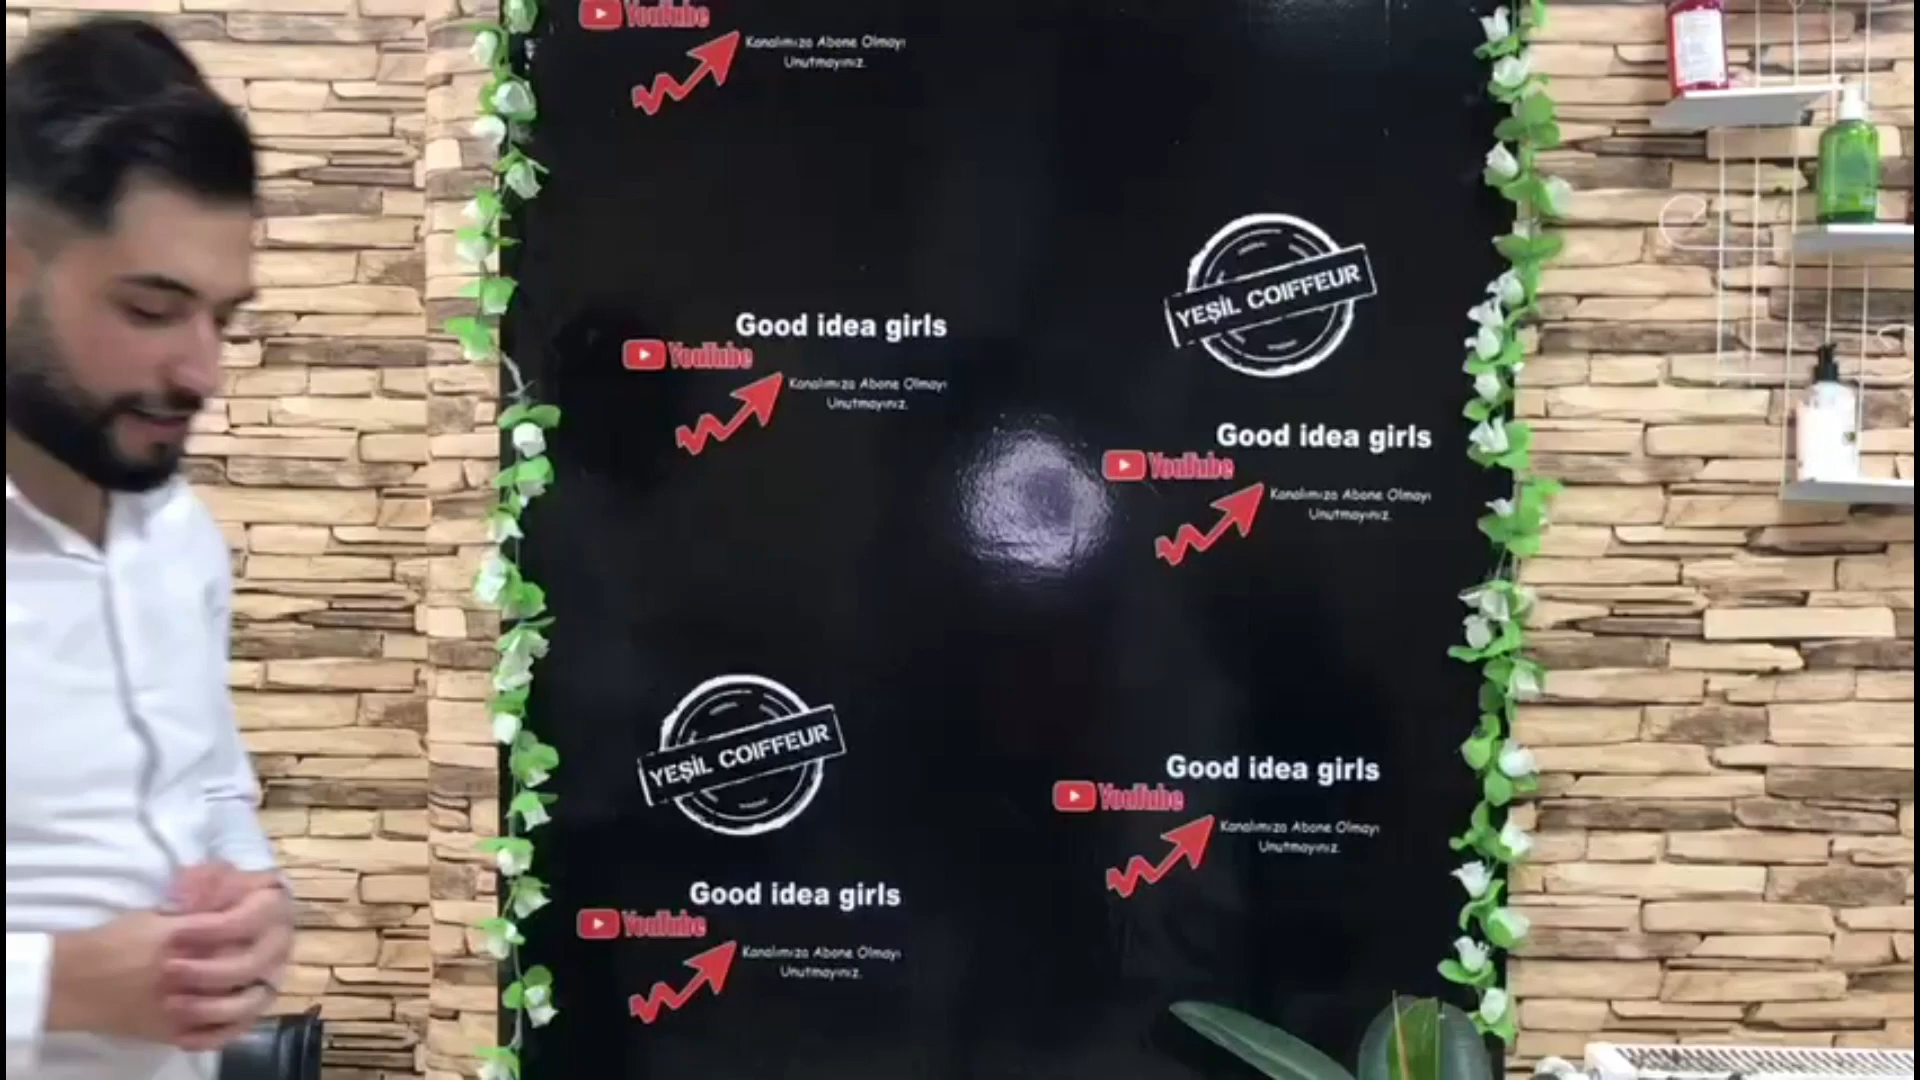 YouTube
Kanalımıza Abone Olmayı
Unutmayınız.
YEŞİL COIFFEUR
Good idea girls
YouTube
Kanalımıza Abone Olmayı
Unutmayınız.
Good idea girls
YouTube
Kanalımıza Abone Olmayı
Unutmayınız.
YEŞİL COIFFEUR
Good idea girls
YouTube
Kanalımıza Abone Olmayı
Unutmayınız.
Good idea girls
YouTube
Kanalımıza Abone Olmayı
Unutmayınız.